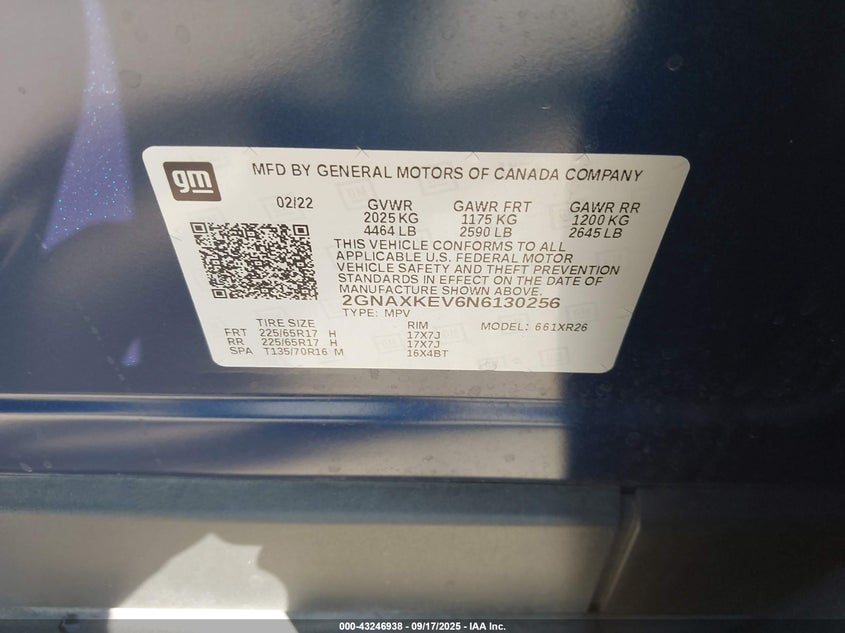 gm
MFD BY GENERAL MOTORS OF CANADA COMPANY
02/22 GVWR GAWR FRT GAWR RR
2025 KG 1175 KG 1200 KG
4464 LB 2590 LB 2645 LB
THIS VEHICLE CONFORMS TO ALL
APPLICABLE U.S. FEDERAL MOTOR
VEHICLE SAFETY AND THEFT PREVENTION
STANDARDS IN EFFECT ON THE DATE OF
MANUFACTURE SHOWN ABOVE.
2GNAXKEV6N6130256
TYPE: MPV
TIRE SIZE RIM MODEL: 661XR26
FRT 225/65R17 H 17X7J
RR 225/65R17 H 17X7J
SPA T135/70R16 M 16X4BT
000-43246938 - 09/17/2025 - IAA Inc.